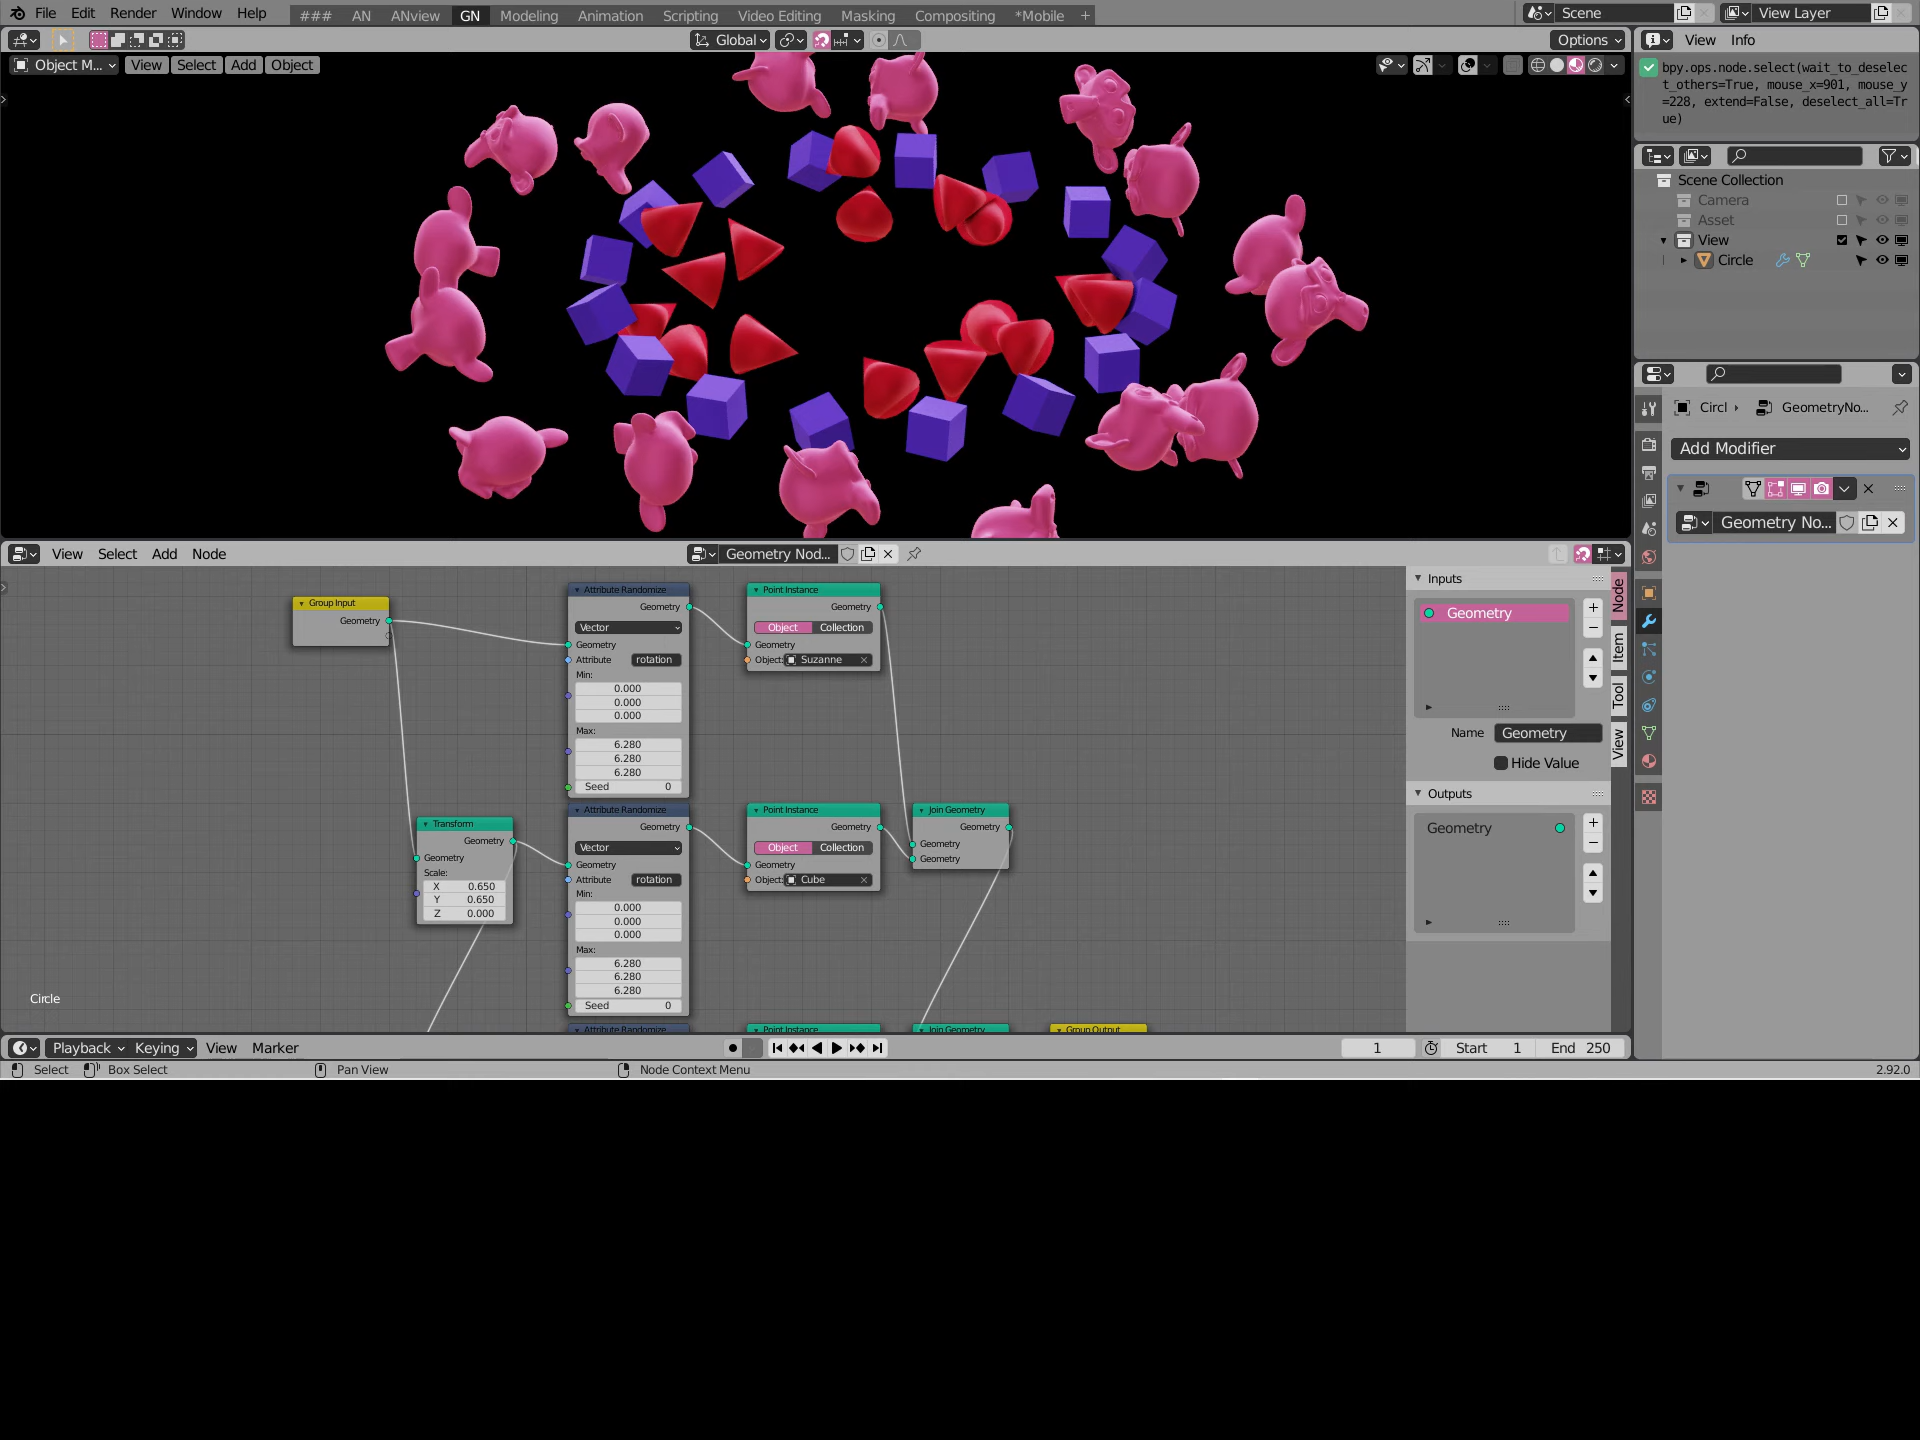 File Edit Render Window Help ### AN ANview GN Modeling Animation Scripting Video Editing Masking Compositing *Mobile + Scene View Layer
Global Options
Object M... View Select Add Object
View Info
bpy.ops.node.select(wait_to_deselec
t_others=True, mouse_x=901, mouse_y
=228, extend=False, deselect_all=Tr
ue)
Scene Collection
Camera
Asset
View
Circle
Circl GeometryNo...
Add Modifier
Geometry No...
View Select Add Node Geometry Nod...
Group Input
Geometry
Attribute Randomize
Geometry
Vector
Geometry
Attribute rotation
Min:
0.000
0.000
0.000
Max:
6.280
6.280
6.280
Seed 0
Point Instance
Geometry
Object Collection
Geometry
Object: Suzanne
Transform
Geometry
Geometry
Scale:
X 0.650
Y 0.650
Z 0.000
Attribute Randomize
Geometry
Vector
Geometry
Attribute rotation
Min:
0.000
0.000
0.000
Max:
6.280
6.280
6.280
Seed 0
Point Instance
Geometry
Object Collection
Geometry
Object: Cube
Join Geometry
Geometry
Geometry
Geometry
Attribute Randomize
Point Instance
Join Geometry
Group Output
Circle
Inputs
Geometry
Name Geometry
Hide Value
Outputs
Geometry
Node
Item
Tool
View
Playback Keying View Marker 1 Start 1 End 250
Select Box Select Pan View Node Context Menu 2.92.0